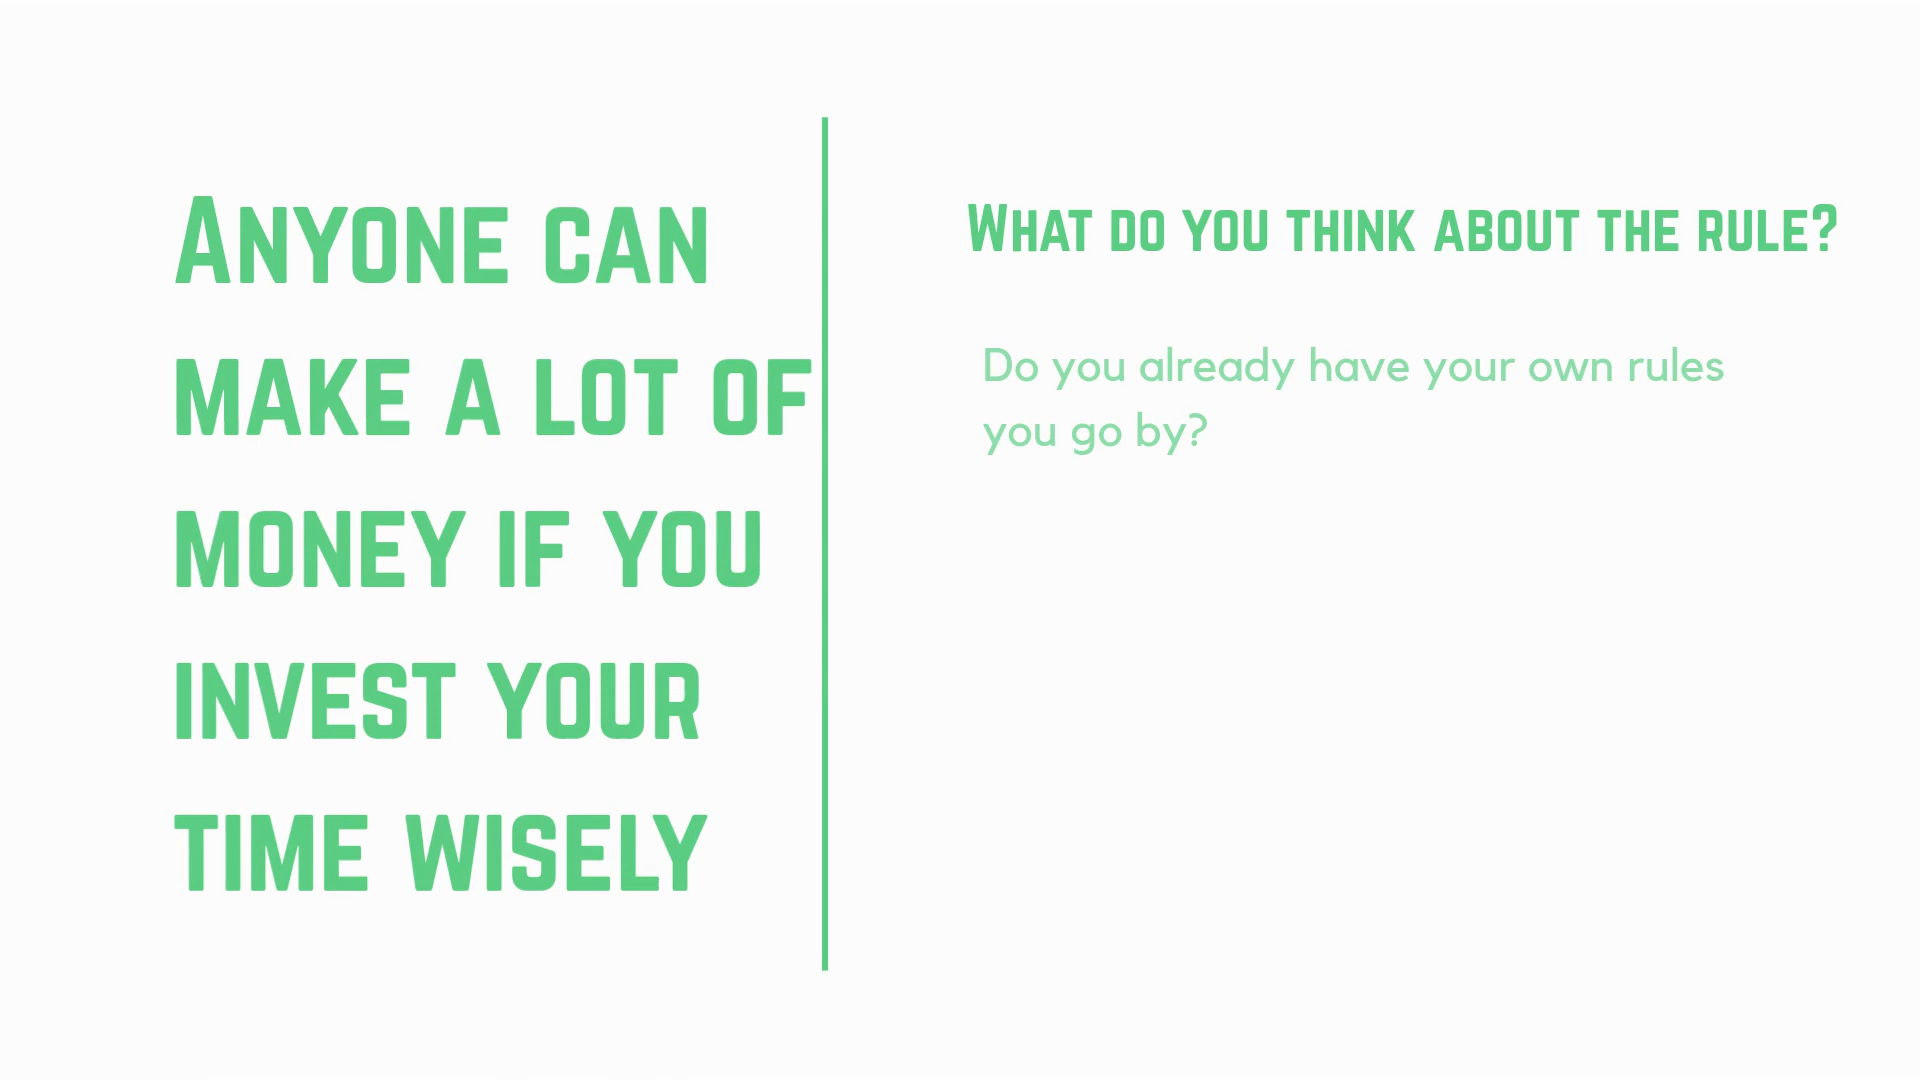 Anyone can
make a lot of
money if you
invest your
time wisely
What do you think about the rule?
Do you already have your own rules
you go by?